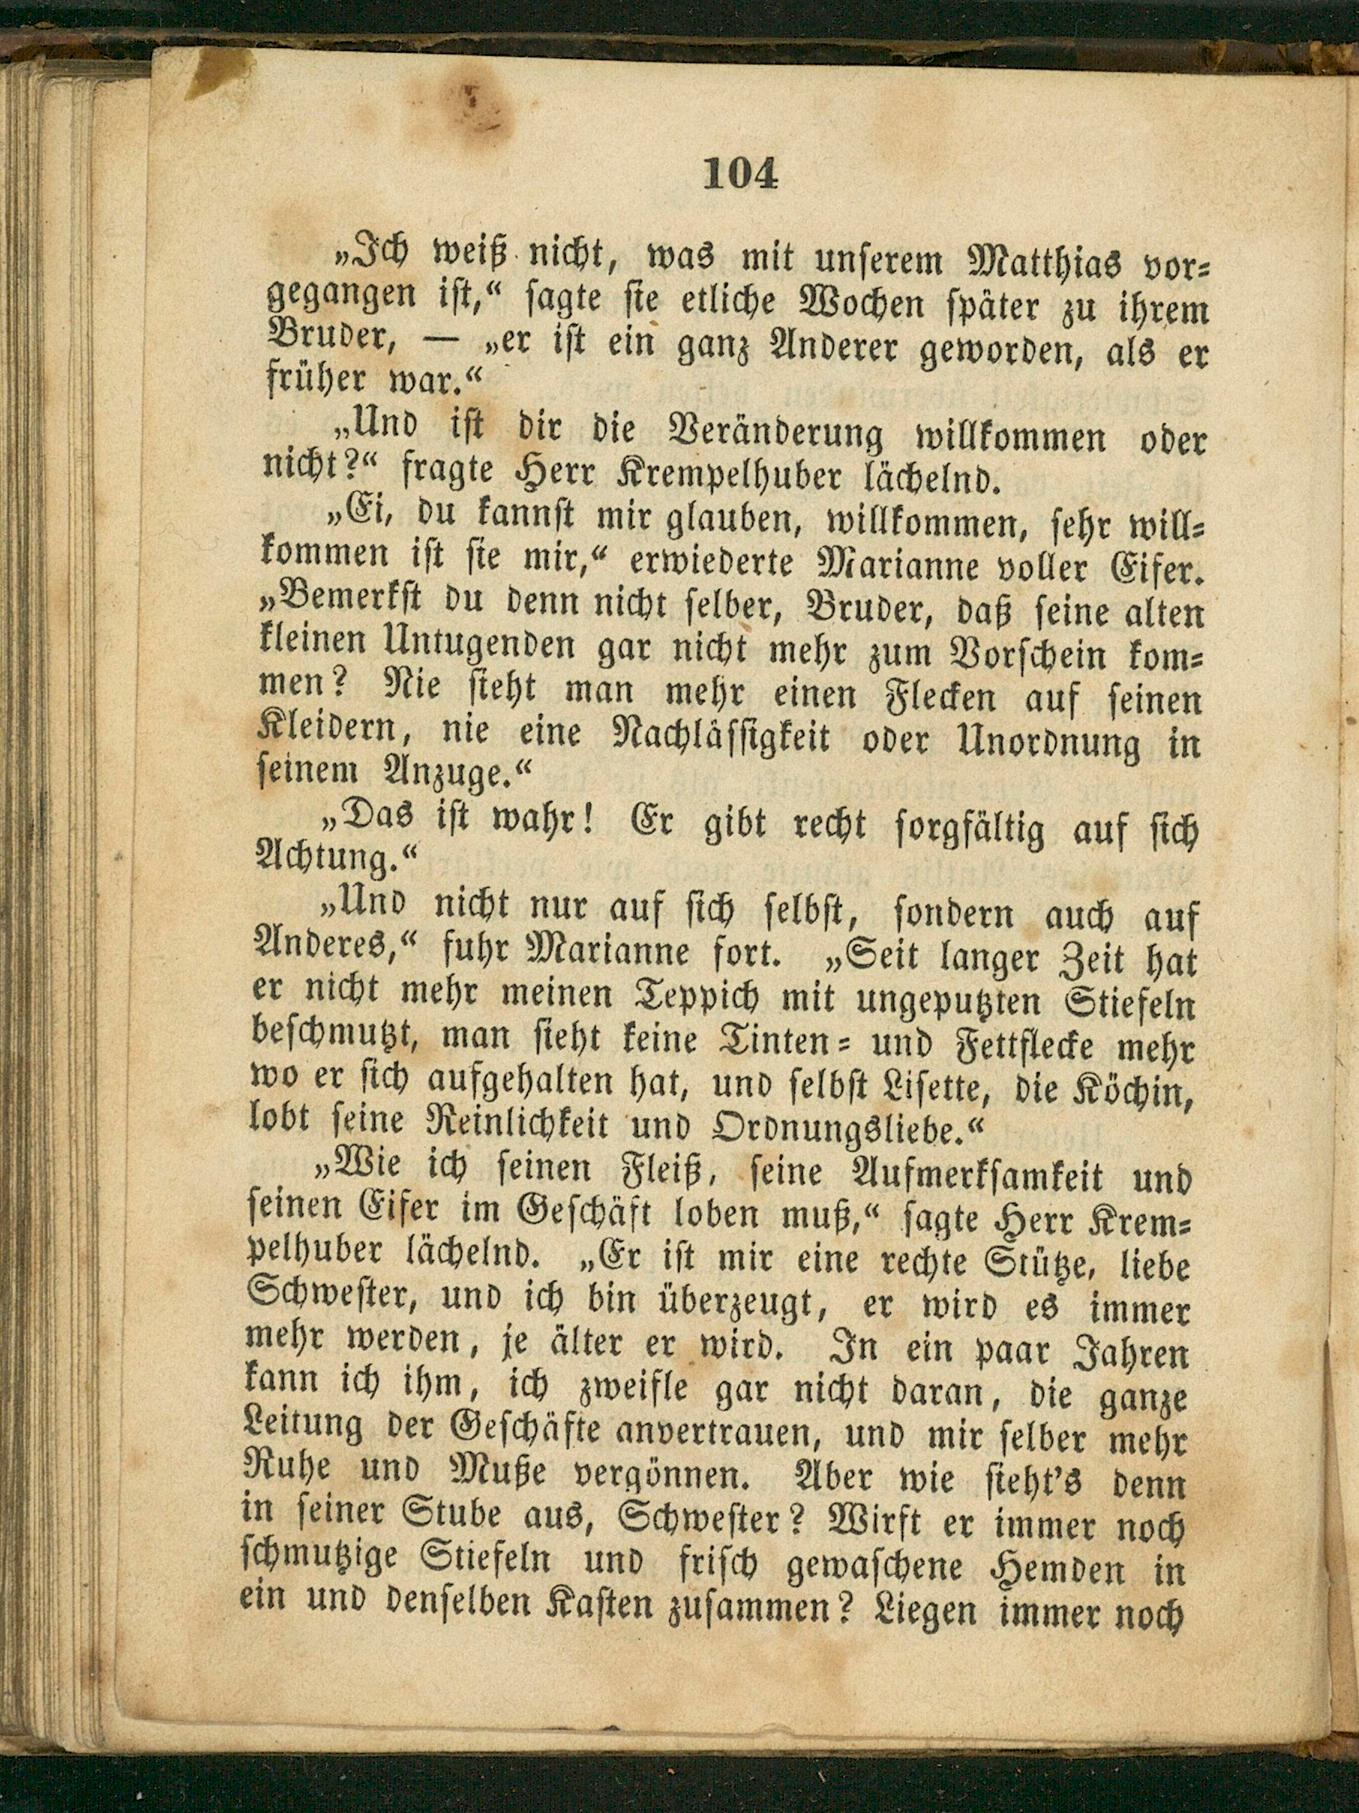 104
„Ich weiß nicht, was mit unserem Matthias vor-
gegangen ist,“ sagte sie etliche Wochen später zu ihrem
Bruder, — „er ist ein ganz Anderer geworden, als er
früher war.“
„Und ist dir die Veränderung willkommen oder
nicht?“ fragte Herr Krempelhuber lächelnd.
„Ei, du kannst mir glauben, willkommen, sehr will-
kommen ist sie mir,“ erwiederte Marianne voller Eifer.
„Bemerkst du denn nicht selber, Bruder, daß seine alten
kleinen Untugenden gar nicht mehr zum Vorschein kom-
men? Nie sieht man mehr einen Flecken auf seinen
Kleidern, nie eine Nachlässigkeit oder Unordnung in
seinem Anzuge.“
„Das ist wahr! Er gibt recht sorgfältig auf sich
Achtung.“
„Und nicht nur auf sich selbst, sondern auch auf
Anderes,“ fuhr Marianne fort. „Seit langer Zeit hat
er nicht mehr meinen Teppich mit ungeputzten Stiefeln
beschmutzt, man sieht keine Tinten- und Fettflecke mehr
wo er sich aufgehalten hat, und selbst Lisette, die Köchin,
lobt seine Reinlichkeit und Ordnungsliebe.“
„Wie ich seinen Fleiß, seine Aufmerksamkeit und
seinen Eifer im Geschäft loben muß,“ sagte Herr Krem-
pelhuber lächelnd. „Er ist mir eine rechte Stütze, liebe
Schwester, und ich bin überzeugt, er wird es immer
mehr werden, je älter er wird. In ein paar Jahren
kann ich ihm, ich zweifle gar nicht daran, die ganze
Leitung der Geschäfte anvertrauen, und mir selber mehr
Ruhe und Muße vergönnen. Aber wie sieht's denn
in seiner Stube aus, Schwester? Wirft er immer noch
schmutzige Stiefeln und frisch gewaschene Hemden in
ein und denselben Kasten zusammen? Liegen immer noch